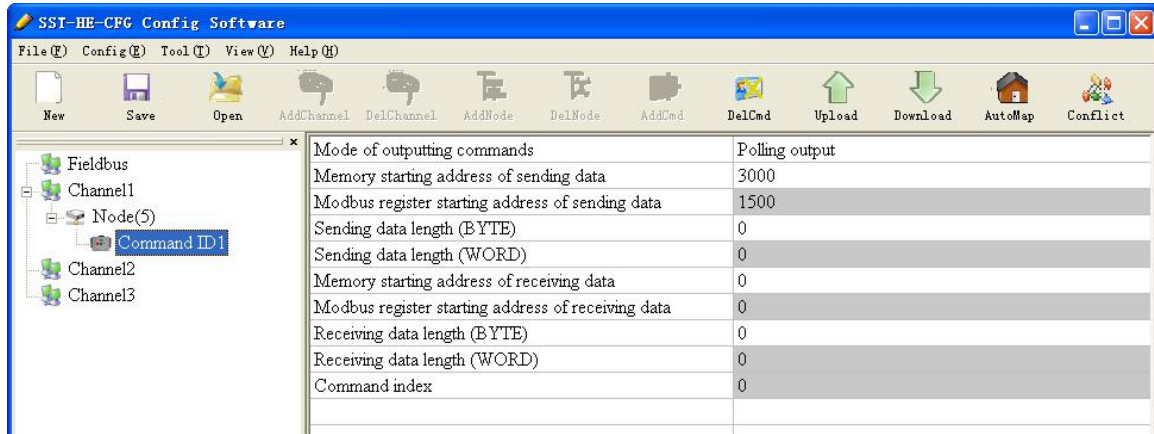 SST-HE-CFG Config Software
File(F) Config(E) Tool(T) View(V) Help(H)
New Save Open AddChannel DelChannel AddNode DelNode AddCmd DelCmd Upload Download AutoMap Conflict
Fieldbus
Channel1
Node(5)
Command ID1
Channel2
Channel3
Mode of outputting commands Polling output
Memory starting address of sending data 3000
Modbus register starting address of sending data 1500
Sending data length (BYTE) 0
Sending data length (WORD) 0
Memory starting address of receiving data 0
Modbus register starting address of receiving data 0
Receiving data length (BYTE) 0
Receiving data length (WORD) 0
Command index 0